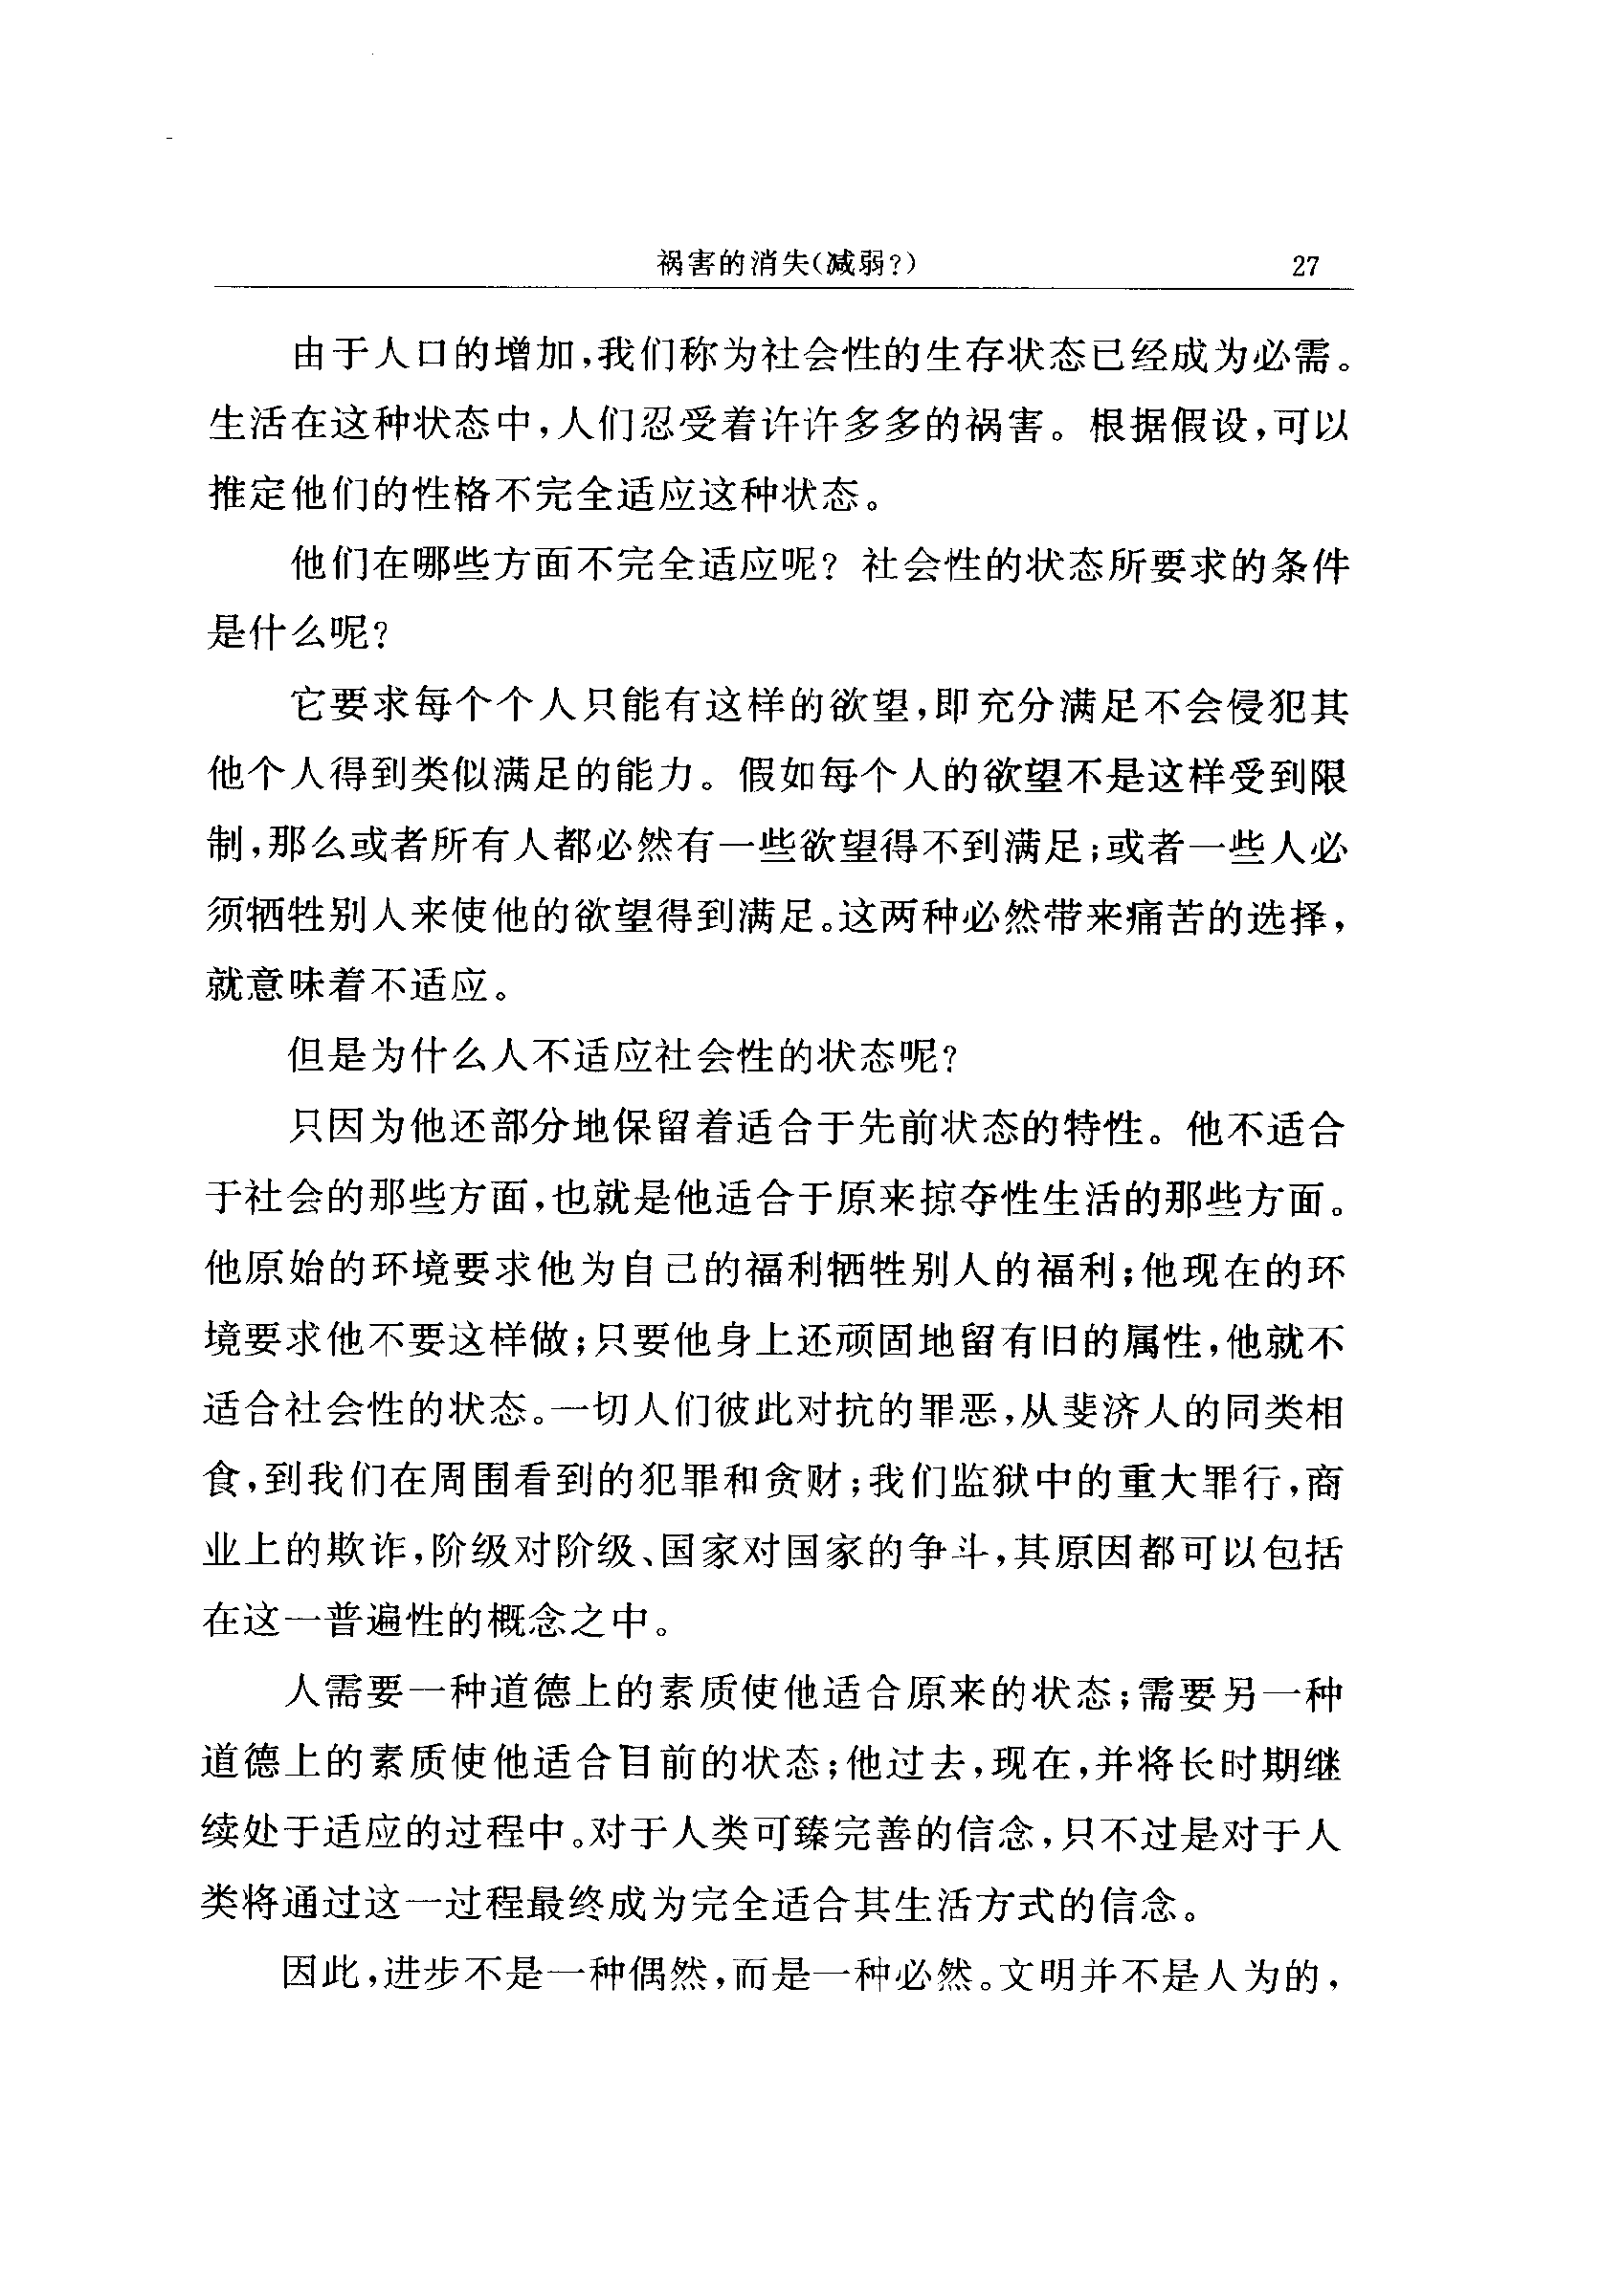 祸害的消失(减弱?) 27
由于人口的增加,我们称为社会性的生存状态已经成为必需。
生活在这种状态中,人们忍受着许许多多的祸害。根据假设,可以
推定他们的性格不完全适应这种状态。
他们在哪些方面不完全适应呢? 社会性的状态所要求的条件
是什么呢?
它要求每个个人只能有这样的欲望,即充分满足不会侵犯其
他个人得到类似满足的能力。假如每个人的欲望不是这样受到限
制,那么或者所有人都必然有一些欲望得不到满足;或者一些人必
须牺牲别人来使他的欲望得到满足。这两种必然带来痛苦的选择,
就意味着不适应。
但是为什么人不适应社会性的状态呢?
只因为他还部分地保留着适合于先前状态的特性。他不适合
于社会的那些方面,也就是他适合于原来掠夺性生活的那些方面。
他原始的环境要求他为自己的福利牺牲别人的福利;他现在的环
境要求他不要这样做;只要他身上还顽固地留有旧的属性,他就不
适合社会性的状态。一切人们彼此对抗的罪恶,从斐济人的同类相
食,到我们在周围看到的犯罪和贪财;我们监狱中的重大罪行,商
业上的欺诈,阶级对阶级、国家对国家的争斗,其原因都可以包括
在这一普遍性的概念之中。
人需要一种道德上的素质使他适合原来的状态;需要另一种
道德上的素质使他适合目前的状态;他过去,现在,并将长时期继
续处于适应的过程中。对于人类可臻完善的信念,只不过是对于人
类将通过这一过程最终成为完全适合其生活方式的信念。
因此,进步不是一种偶然,而是一种必然。文明并不是人为的,